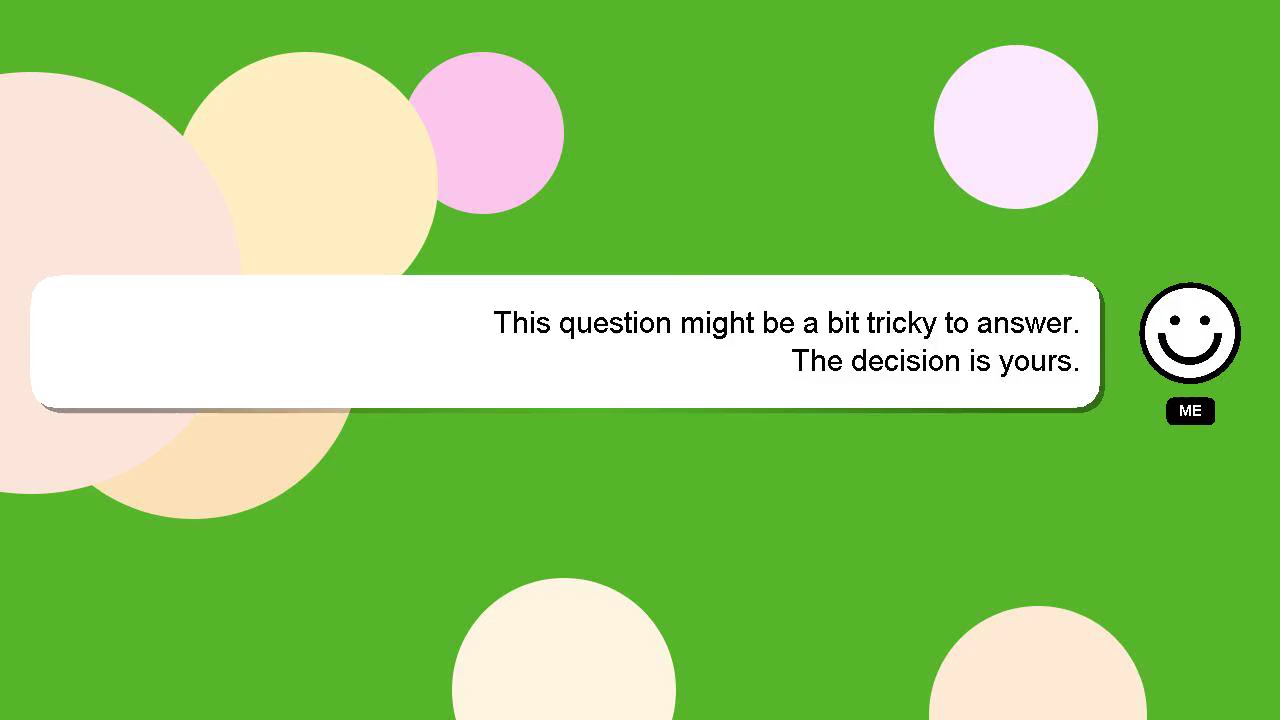 This question might be a bit tricky to answer.
The decision is yours.
ME